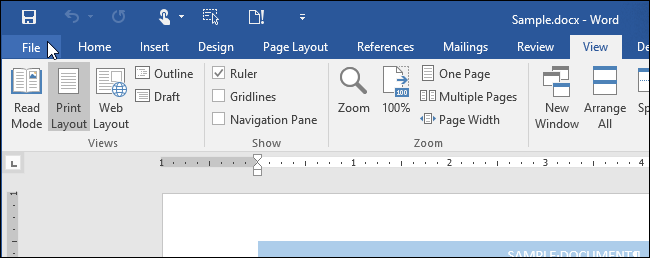 Sample.docx - Word
File Home Insert Design Page Layout References Mailings Review View
Read Mode
Print Layout
Web Layout
Outline
Draft
Views
Ruler
Gridlines
Navigation Pane
Show
Zoom
100
100%
One Page
Multiple Pages
Page Width
Zoom
New Window
Arrange All
L
1 1 2 3 4
1
SAMPLE·DOCUMENT¶